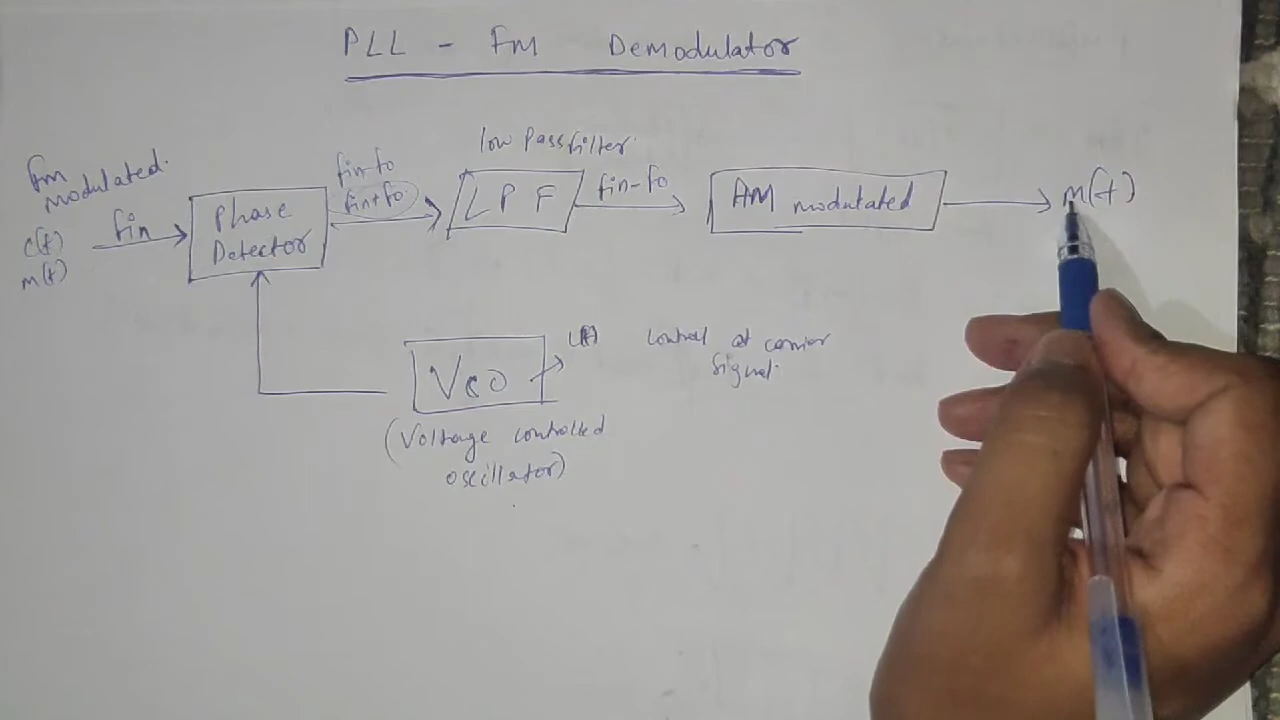 PLL - Fm Demodulator
Fm
modulated.
c(t)
m(t)
fin
Phase
Detector
fin-fo
fin+fo
low Pass filter.
LPF
fin-fo
AM modulated
m(t)
VCO
(Voltage controlled
oscillator)
at carrier
signal.